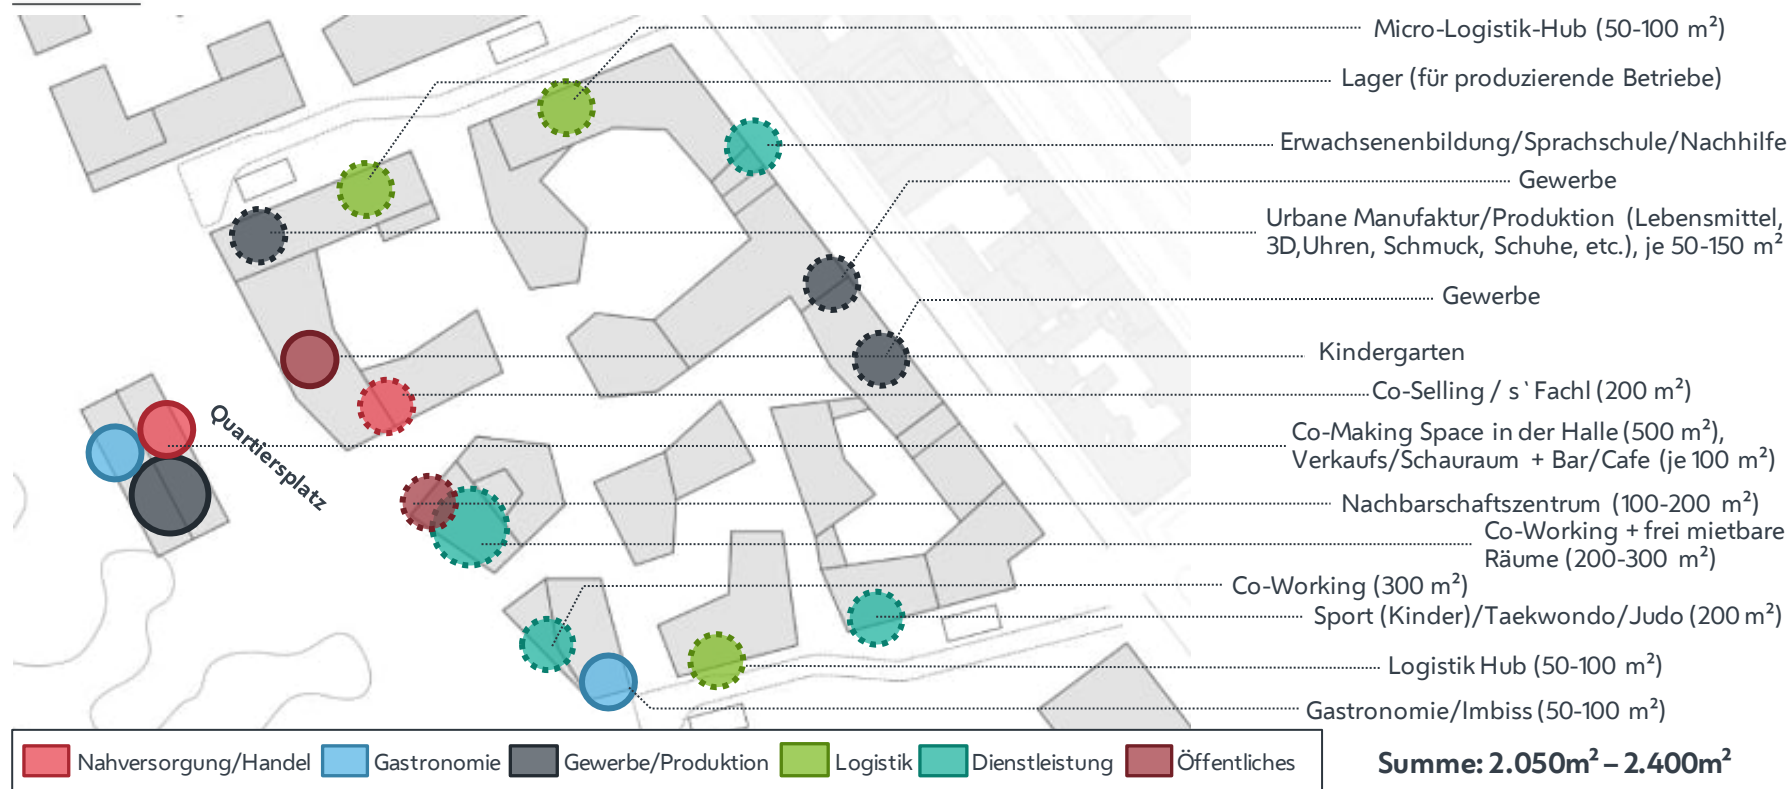 Micro-Logistik-Hub (50-100 m²)
Lager (für produzierende Betriebe)
Erwachsenenbildung/Sprachschule/Nachhilfe
Gewerbe
Urbane Manufaktur/Produktion (Lebensmittel,
3D,Uhren, Schmuck, Schuhe, etc.), je 50-150 m²
Gewerbe
Kindergarten
Co-Selling / s`Fachl (200 m²)
Co-Making Space in der Halle (500 m²),
Verkaufs/Schauraum + Bar/Cafe (je 100 m²)
Quartiersplatz
Nachbarschaftszentrum (100-200 m²)
Co-Working + frei mietbare
Räume (200-300 m²)
Co-Working (300 m²)
Sport (Kinder)/Taekwondo/Judo (200 m²)
Logistik Hub (50-100 m²)
Gastronomie/Imbiss (50-100 m²)
Nahversorgung/Handel Gastronomie Gewerbe/Produktion Logistik Dienstleistung Öffentliches
Summe: 2.050m² – 2.400m²